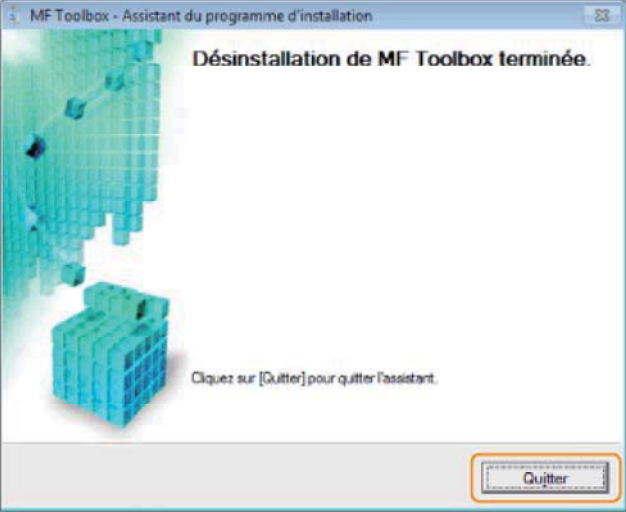 MF Toolbox - Assistant du programme d'installation
Désinstallation de MF Toolbox terminée.
Cliquez sur [Quitter] pour quitter l'assistant.
Quitter